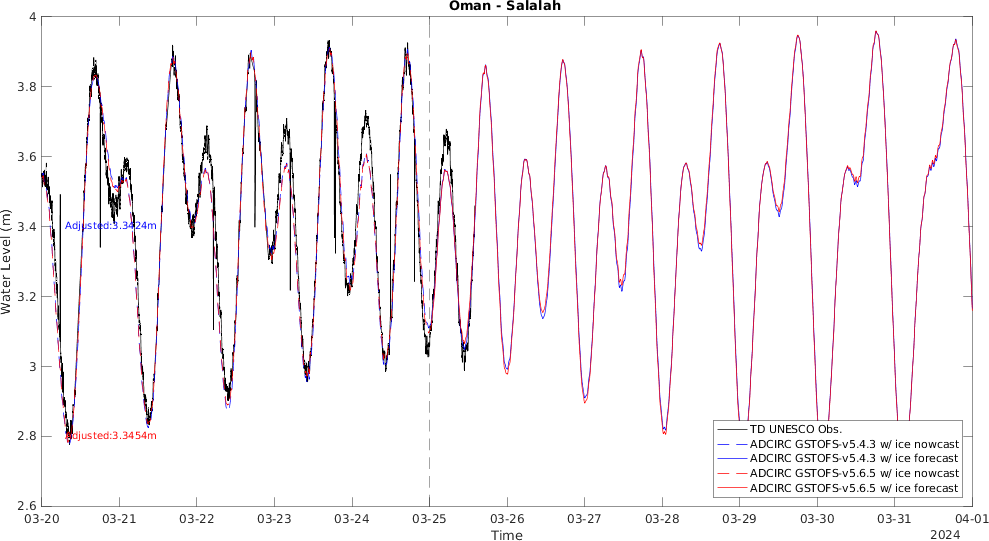 Oman - Salalah
4
3.8
3.6
3.4
3.2
3
2.8
2.6
Water Level (m)
Adjusted:3.3424m
Adjusted:3.3454m
TD UNESCO Obs.
ADCIRC GSTOFS-v5.4.3 w/ ice nowcast
ADCIRC GSTOFS-v5.4.3 w/ ice forecast
ADCIRC GSTOFS-v5.6.5 w/ ice nowcast
ADCIRC GSTOFS-v5.6.5 w/ ice forecast
03-20 03-21 03-22 03-23 03-24 03-25 03-26 03-27 03-28 03-29 03-30 03-31 04-01
Time
2024